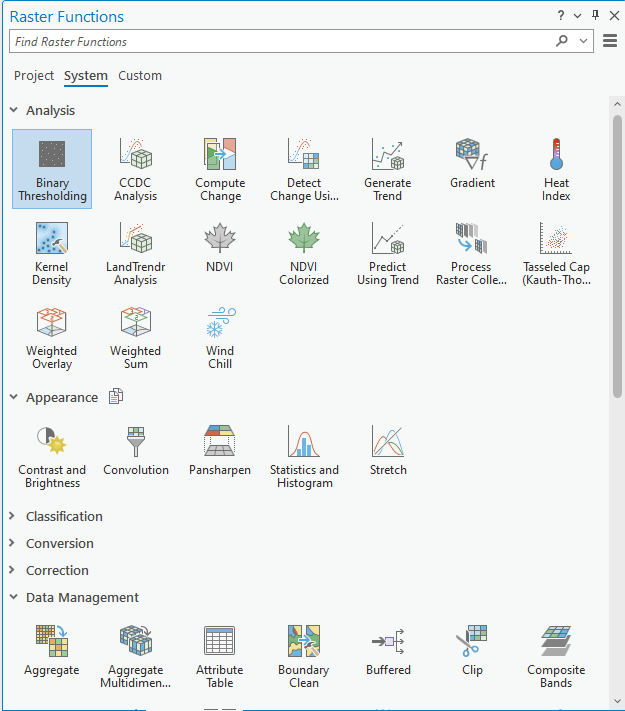 Raster Functions
?
Find Raster Functions
Project System Custom
Analysis
Binary
Thresholding
CCDC
Analysis
Compute
Change
Detect
Change Usi...
Generate
Trend
Gradient
Heat
Index
Kernel
Density
LandTrendr
Analysis
NDVI
NDVI
Colorized
Predict
Using Trend
Process
Raster Colle...
Tasseled Cap
(Kauth-Tho...
Weighted
Overlay
Weighted
Sum
Wind
Chill
Appearance
Contrast and
Brightness
Convolution
Pansharpen
Statistics and
Histogram
Stretch
Classification
Conversion
Correction
Data Management
Aggregate
Aggregate
Multidimen...
Attribute
Table
Boundary
Clean
Buffered
Clip
Composite
Bands